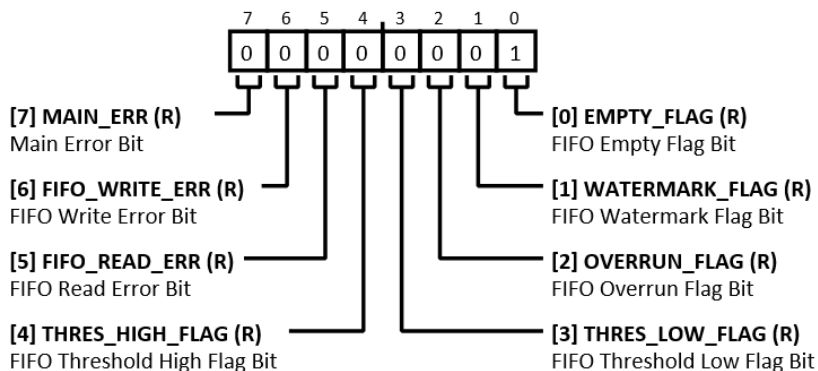 7 6 5 4 3 2 1 0
0 0 0 0 0 0 0 1
[7] MAIN_ERR (R)
Main Error Bit
[6] FIFO_WRITE_ERR (R)
FIFO Write Error Bit
[5] FIFO_READ_ERR (R)
FIFO Read Error Bit
[4] THRES_HIGH_FLAG (R)
FIFO Threshold High Flag Bit
[0] EMPTY_FLAG (R)
FIFO Empty Flag Bit
[1] WATERMARK_FLAG (R)
FIFO Watermark Flag Bit
[2] OVERRUN_FLAG (R)
FIFO Overrun Flag Bit
[3] THRES_LOW_FLAG (R)
FIFO Threshold Low Flag Bit